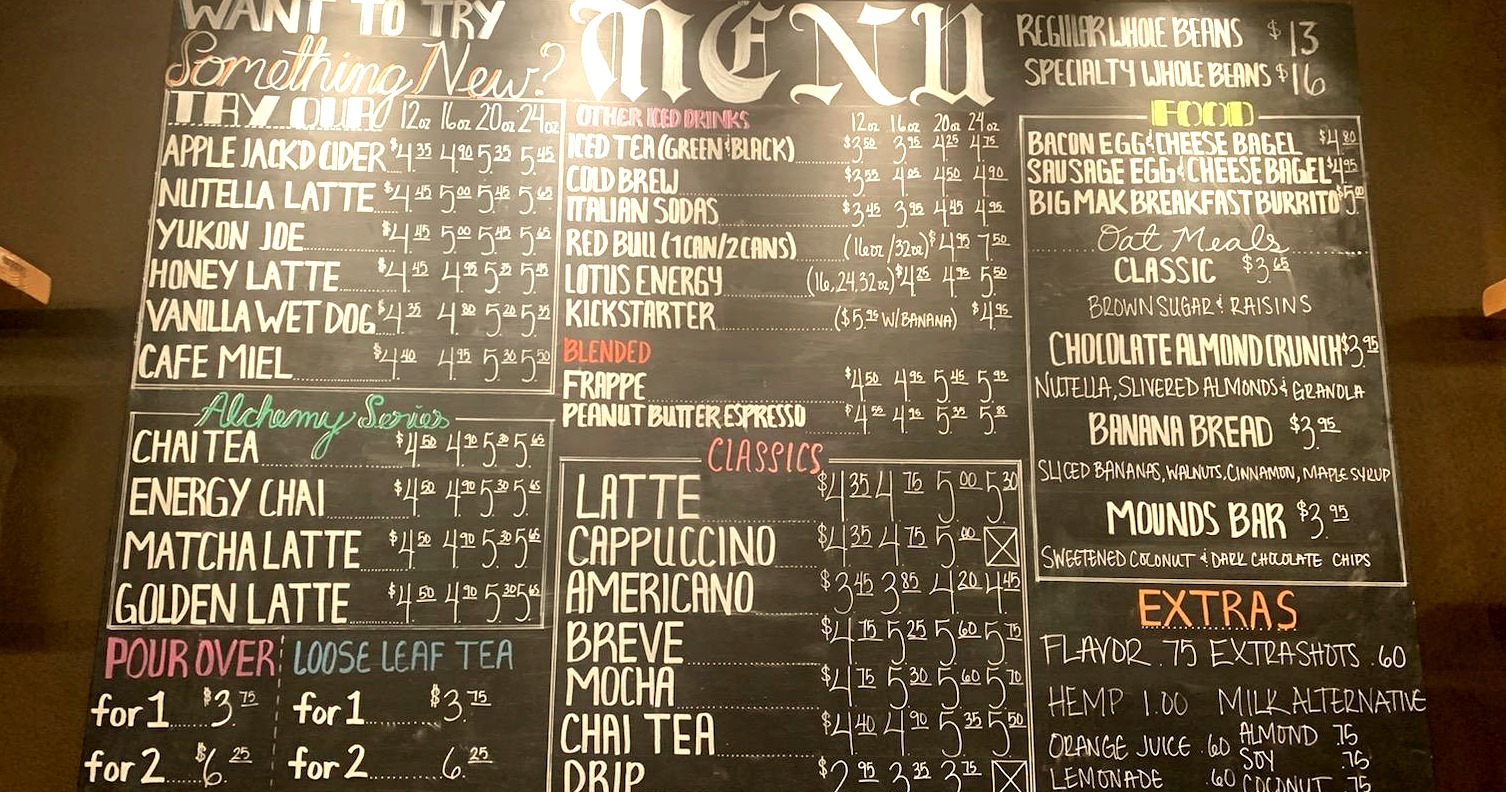 WANT TO TRY
Something New?
TRY OUR 12oz 16oz 20oz 24oz
APPLE JACK'D CIDER $4.35 4.90 5.35 5.45
NUTELLA LATTE $4.45 5.00 5.45 5.65
YUKON JOE $4.45 5.00 5.45 5.65
HONEY LATTE $4.45 4.95 5.35 5.45
VANILLA WET DOG $4.35 4.80 5.20 5.35
CAFE MIEL $4.40 4.95 5.30 5.50
Alchemy Series
CHAI TEA $4.50 4.90 5.30 5.65
ENERGY CHAI $4.50 4.90 5.30 5.65
MATCHA LATTE $4.50 4.90 5.30 5.65
GOLDEN LATTE $4.50 4.90 5.30 5.65
POUR OVER
for 1 $3.75
for 2 $6.25
LOOSE LEAF TEA
for 1 $3.75
for 2 6.25
MENU
OTHER ICED DRINKS 12oz 16oz 20oz 24oz
ICED TEA (GREEN & BLACK) $3.50 3.95 4.25 4.75
COLD BREW $3.55 4.05 4.50 4.90
ITALIAN SODAS $3.45 3.95 4.45 4.95
RED BULL (1 CAN/2 CANS) (16oz/32oz) $4.95 7.50
LOTUS ENERGY (16,24,32oz) $4.25 4.95 5.50
KICKSTARTER ($5.95 W/BANANA) $4.95
BLENDED
FRAPPE $4.50 4.95 5.45 5.95
PEANUT BUTTER ESPRESSO $4.55 4.95 5.35 5.85
CLASSICS
LATTE $4.35 4.75 5.00 5.30
CAPPUCCINO $4.35 4.75 5.00
AMERICANO $3.45 3.85 4.20 4.45
BREVE $4.75 5.25 5.60 5.75
MOCHA $4.75 5.30 5.60 5.70
CHAI TEA $4.40 4.90 5.35 5.50
DRIP $2.95 3.35 3.75
REGULAR WHOLE BEANS $13
SPECIALTY WHOLE BEANS $16
FOOD
BACON EGG & CHEESE BAGEL $4.80
SAUSAGE EGG & CHEESE BAGEL $4.95
BIG MAK BREAKFAST BURRITO $5.00
Oat Meals
CLASSIC $3.65
BROWN SUGAR & RAISINS
CHOCOLATE ALMOND CRUNCH $3.95
NUTELLA, SLIVERED ALMONDS & GRANOLA
BANANA BREAD $3.95
SLICED BANANAS, WALNUTS, CINNAMON, MAPLE SYRUP
MOUNDS BAR $3.95
SWEETENED COCONUT & DARK CHOCOLATE CHIPS
EXTRAS
FLAVOR .75 EXTRA SHOTS .60
HEMP 1.00 MILK ALTERNATIVE
ORANGE JUICE .60 ALMOND .75
SOY .75
LEMONADE .60 COCONUT .75